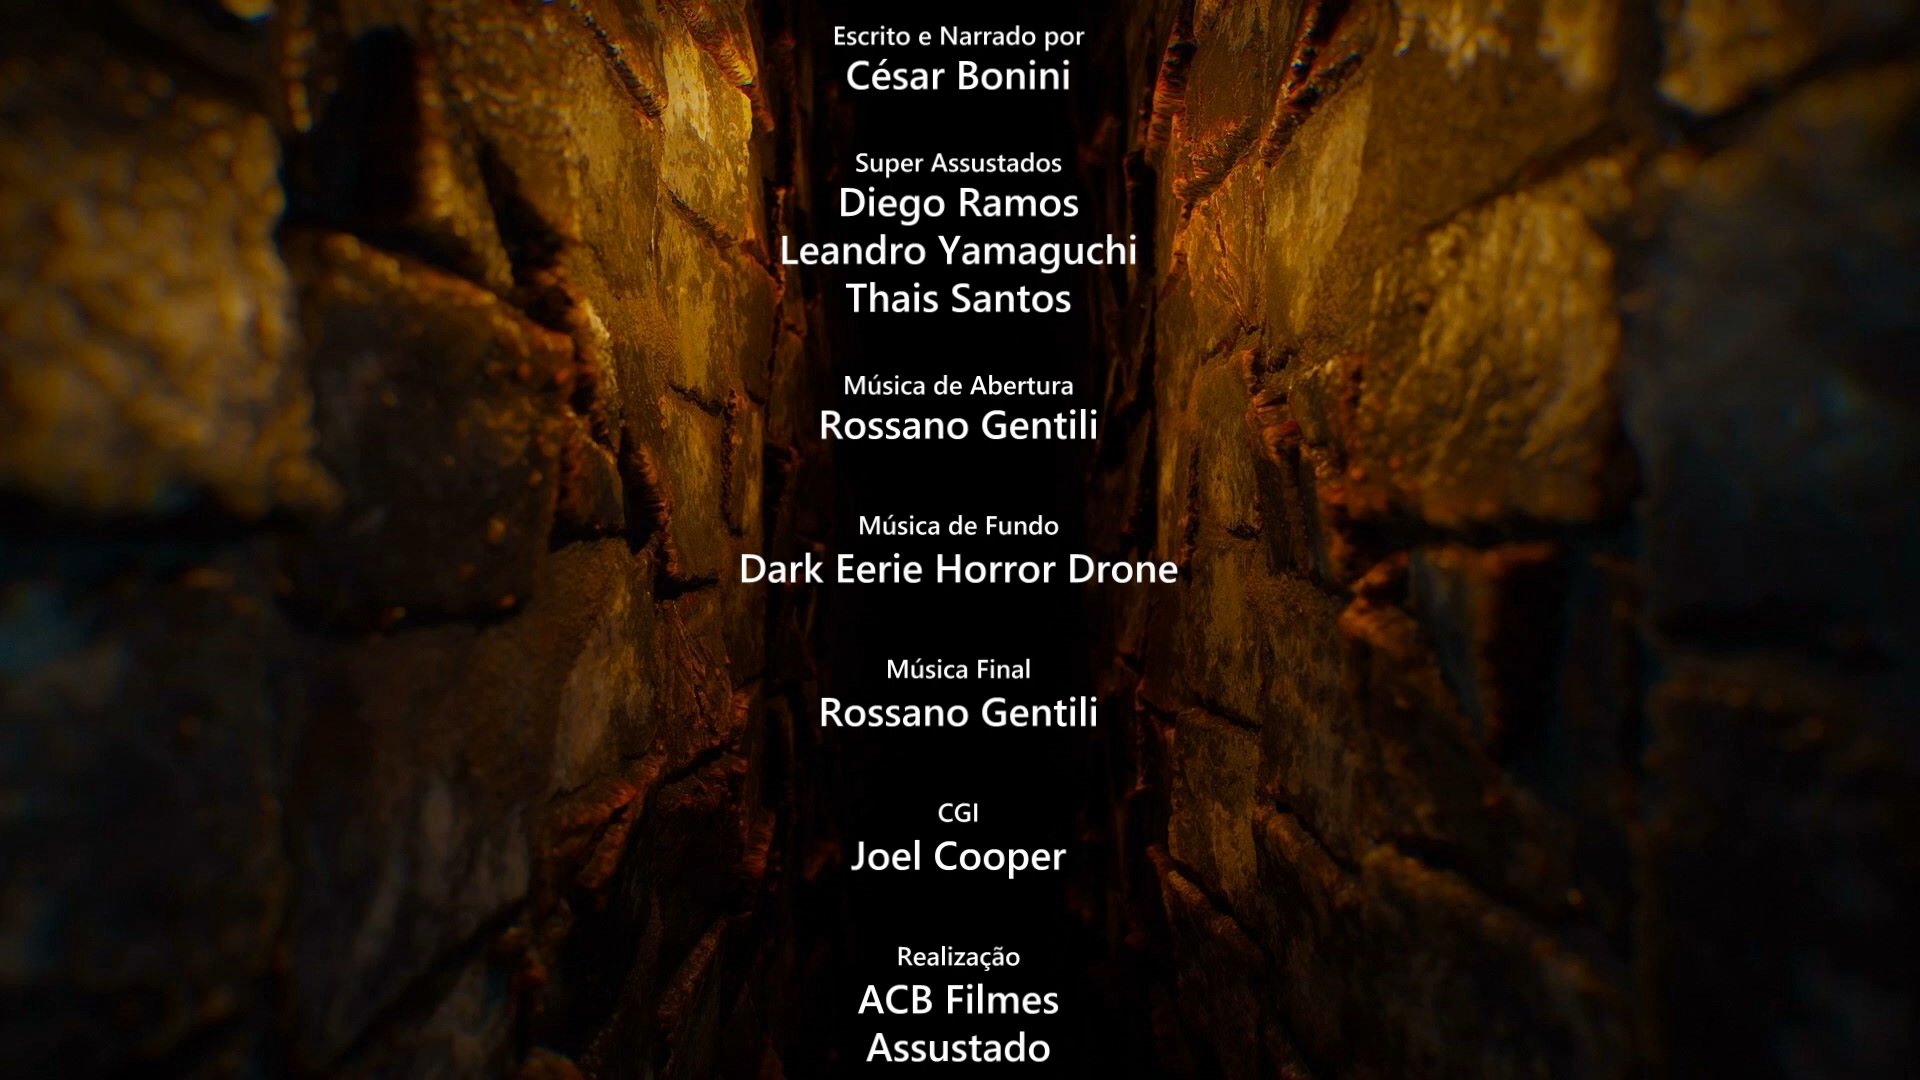 Escrito e Narrado por
César Bonini
Super Assustados
Diego Ramos
Leandro Yamaguchi
Thais Santos
Música de Abertura
Rossano Gentili
Música de Fundo
Dark Eerie Horror Drone
Música Final
Rossano Gentili
CGI
Joel Cooper
Realização
ACB Filmes
Assustado